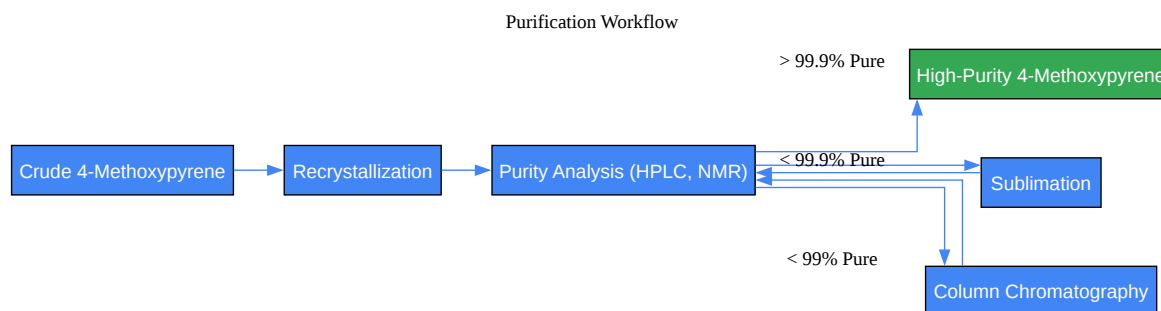 Purification Workflow
> 99.9% Pure
High-Purity 4-Methoxypyrene
Crude 4-Methoxypyrene
Recrystallization
Purity Analysis (HPLC, NMR)
< 99.9% Pure
Sublimation
< 99% Pure
Column Chromatography